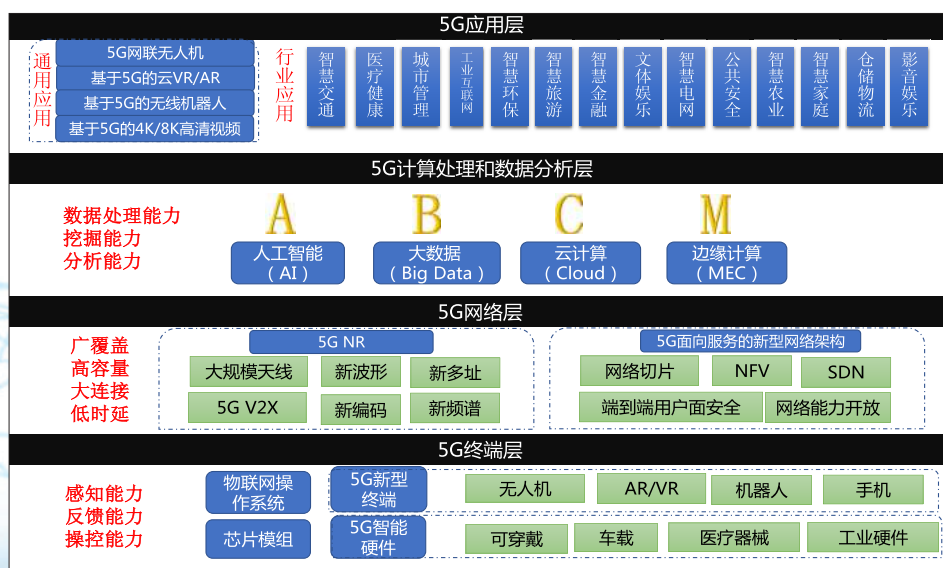 5G应用层
通用应用
5G网联无人机
基于5G的云VR/AR
基于5G的无线机器人
基于5G的4K/8K高清视频
行业应用
智慧交通
医疗健康
城市管理
工业互联网
智慧环保
智慧旅游
智慧金融
文体娱乐
智慧电网
公共安全
智慧农业
智慧家庭
仓储物流
影音娱乐
5G计算处理和数据分析层
数据处理能力
挖掘能力
分析能力
A
人工智能
（AI）
B
大数据
（Big Data）
C
云计算
（Cloud）
M
边缘计算
（MEC）
5G网络层
广覆盖
高容量
大连接
低时延
5G NR
大规模天线
新波形
新多址
5G V2X
新编码
新频谱
5G面向服务的新型网络架构
网络切片
NFV
SDN
端到端用户面安全
网络能力开放
5G终端层
感知能力
反馈能力
操控能力
物联网操
作系统
芯片模组
5G新型
终端
无人机
AR/VR
机器人
手机
5G智能
硬件
可穿戴
车载
医疗器械
工业硬件